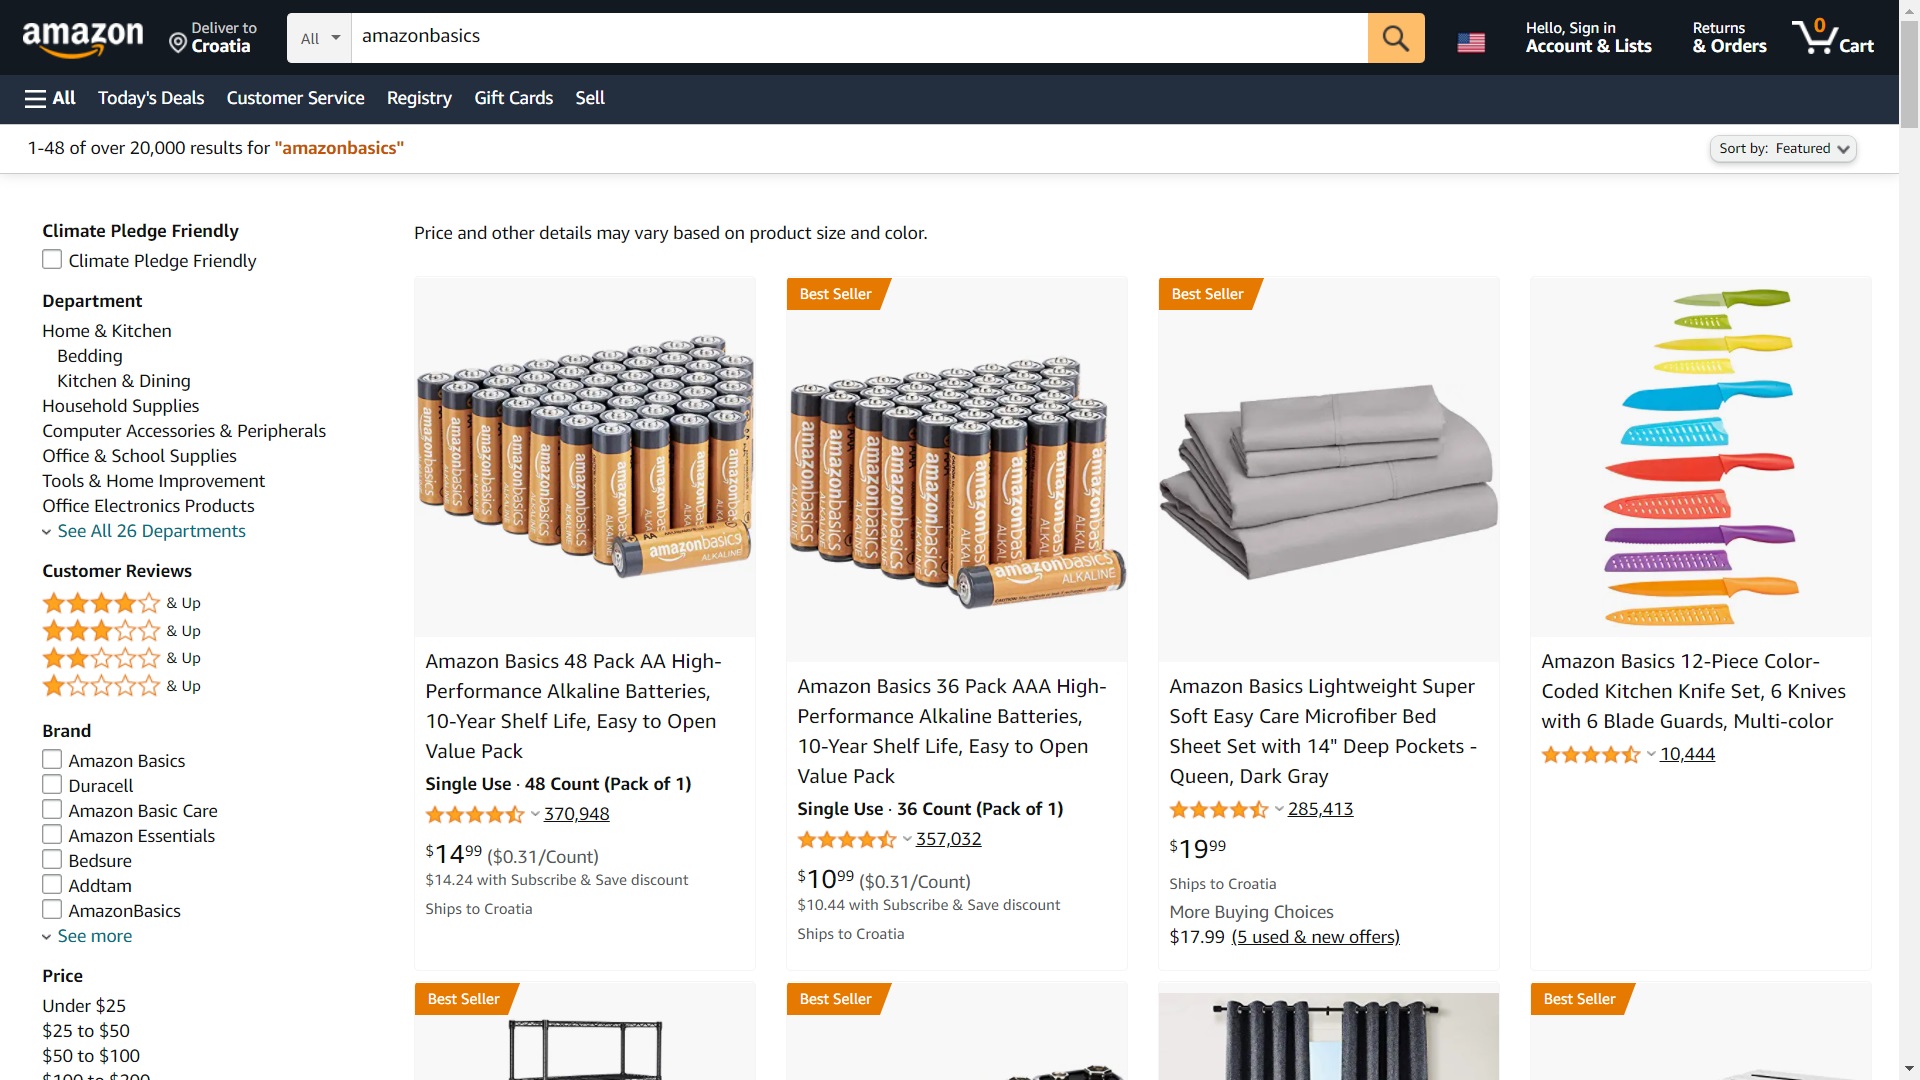 amazon
Deliver to
Croatia
All
amazonbasics
Hello, Sign in
Account & Lists
Returns
& Orders
0
Cart
All
Today's Deals
Customer Service
Registry
Gift Cards
Sell
1-48 of over 20,000 results for "amazonbasics"
Sort by: Featured
Climate Pledge Friendly
Climate Pledge Friendly
Department
Home & Kitchen
Bedding
Kitchen & Dining
Household Supplies
Computer Accessories & Peripherals
Office & School Supplies
Tools & Home Improvement
Office Electronics Products
See All 26 Departments
Customer Reviews
& Up
& Up
& Up
& Up
Brand
Amazon Basics
Duracell
Amazon Basic Care
Amazon Essentials
Bedsure
Addtam
AmazonBasics
See more
Price
Under $25
$25 to $50
$50 to $100
$100 to $200
Price and other details may vary based on product size and color.
amazonbasics
ALKALINE
AA
Amazon Basics 48 Pack AA High-
Performance Alkaline Batteries,
10-Year Shelf Life, Easy to Open
Value Pack
Single Use · 48 Count (Pack of 1)
370,948
$14.99 ($0.31/Count)
$14.24 with Subscribe & Save discount
Ships to Croatia
Best Seller
amazonbasics
ALKALINE
Amazon Basics 36 Pack AAA High-
Performance Alkaline Batteries,
10-Year Shelf Life, Easy to Open
Value Pack
Single Use · 36 Count (Pack of 1)
357,032
$10.99 ($0.31/Count)
$10.44 with Subscribe & Save discount
Ships to Croatia
Best Seller
Amazon Basics Lightweight Super
Soft Easy Care Microfiber Bed
Sheet Set with 14" Deep Pockets -
Queen, Dark Gray
285,413
$19.99
Ships to Croatia
More Buying Choices
$17.99 (5 used & new offers)
Amazon Basics 12-Piece Color-
Coded Kitchen Knife Set, 6 Knives
with 6 Blade Guards, Multi-color
10,444
Best Seller
Best Seller
Best Seller